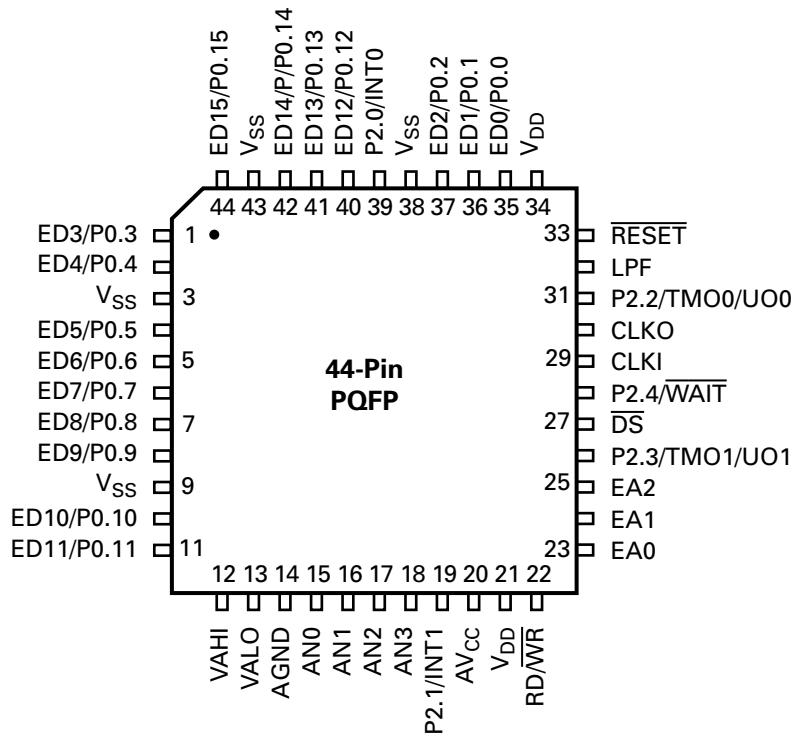 ED15/P0.15
VSS
ED14/P/P0.14
ED13/P0.13
ED12/P0.12
P2.0/INT0
VSS
ED2/P0.2
ED1/P0.1
ED0/P0.0
VDD
44 43 42 41 40 39 38 37 36 35 34
ED3/P0.3 1
ED4/P0.4
VSS 3
ED5/P0.5
ED6/P0.6 5
ED7/P0.7
ED8/P0.8 7
ED9/P0.9
VSS 9
ED10/P0.10
ED11/P0.11 11
44-Pin
PQFP
33 RESET
LPF
31 P2.2/TMO0/UO0
CLKO
29 CLKI
P2.4/WAIT
27 DS
P2.3/TMO1/UO1
25 EA2
EA1
23 EA0
12 13 14 15 16 17 18 19 20 21 22
VAHI
VALO
AGND
AN0
AN1
AN2
AN3
P2.1/INT1
AVCC
VDD
RD/WR